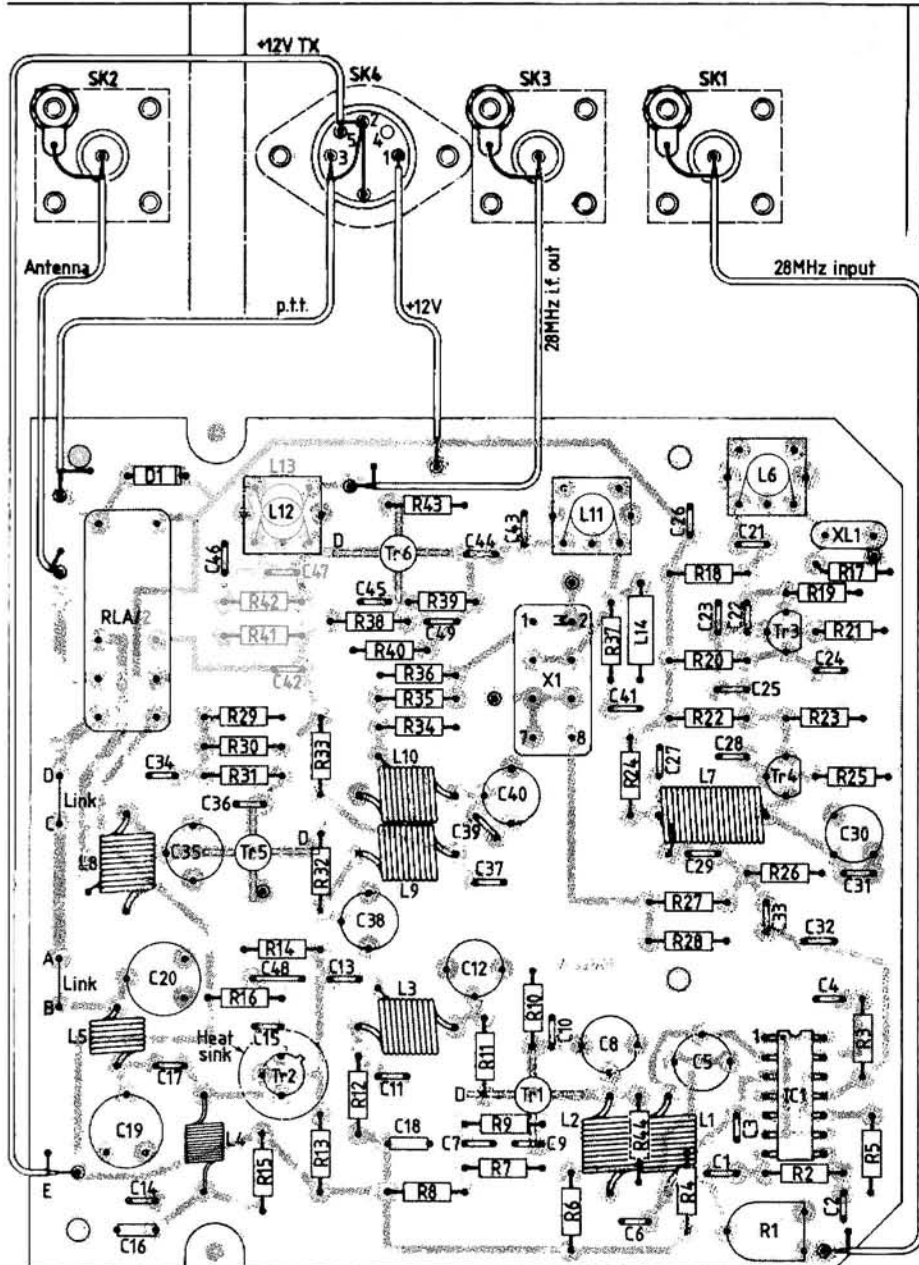 +12V TX
SK2
SK4
SK3
SK1
2
5
4
3
1
Antenna
p.t.t.
+12V
28MHz i.f. out
28MHz input
D1
L13
L12
R43
C43
L11
C26
L6
C21
XL1
D
Tr6
C44
C46
C47
R18
R17
R19
R42
C45
R39
C23
C22
Tr3
R21
RLA/2
R41
R38
C49
1
2
R37
L14
R40
R20
C24
C42
R36
X1
R35
C41
C25
R29
R34
R22
R23
R30
R33
7
8
C28
D
C34
R31
L10
R24
C27
L7
Tr4
R25
Link
C36
C40
C
C39
C30
L8
C35
Tr5
D
R32
L9
C37
C29
C31
R26
C38
R27
C33
R28
C32
A
R14
C20
C48
C13
C12
Link
R16
L3
R10
C4
B
L5
Heat
sink
C15
R11
C10
C8
C5
1
R3
C17
Tr2
R12
C11
D
Tr1
IC1
C19
L4
R9
L2
R44
L1
C3
R15
R13
C18
C7
C9
R5
R7
C1
R2
E
C14
R8
R6
R4
C2
C16
C6
R1